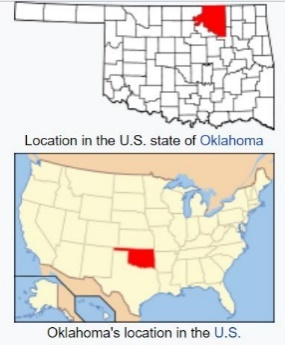 Location in the U.S. state of Oklahoma
Oklahoma's location in the U.S.